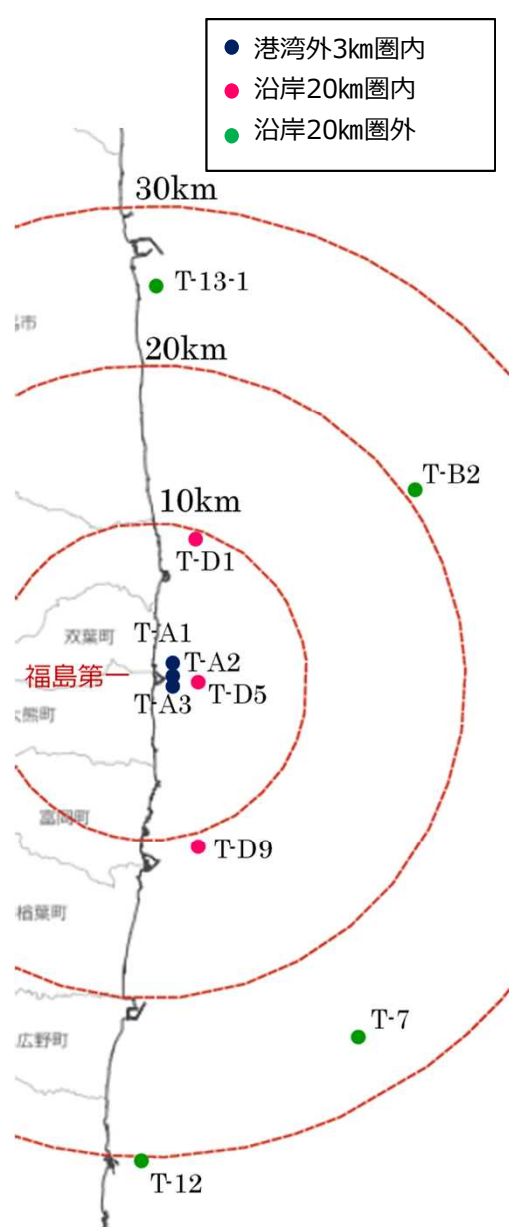 港湾外3㎞圏内
沿岸20㎞圏内
沿岸20㎞圏外
30km
T-13-1
市
20km
T-B2
10km
T-D1
双葉町
T-A1
T-A2
福島第一
T-D5
T-A3
大熊町
富岡町
T-D9
楢葉町
T-7
広野町
T-12